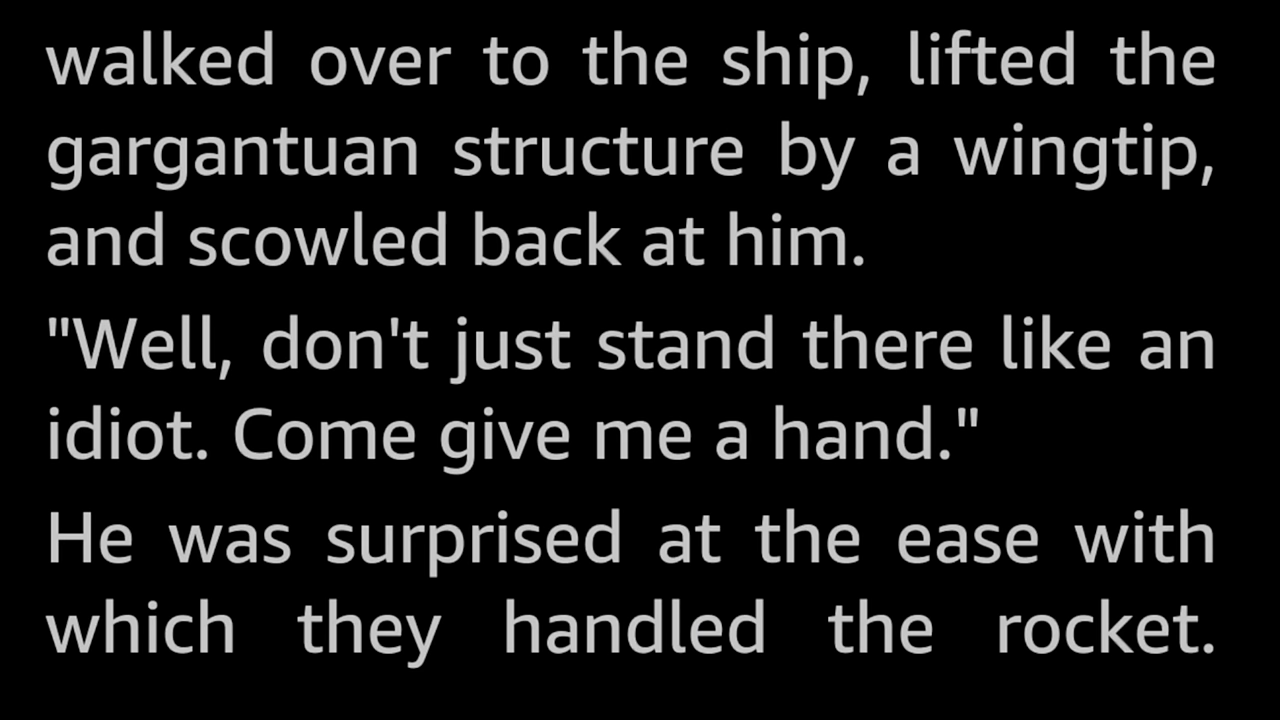 walked over to the ship, lifted the
gargantuan structure by a wingtip,
and scowled back at him.
"Well, don't just stand there like an
idiot. Come give me a hand."
He was surprised at the ease with
which they handled the rocket.